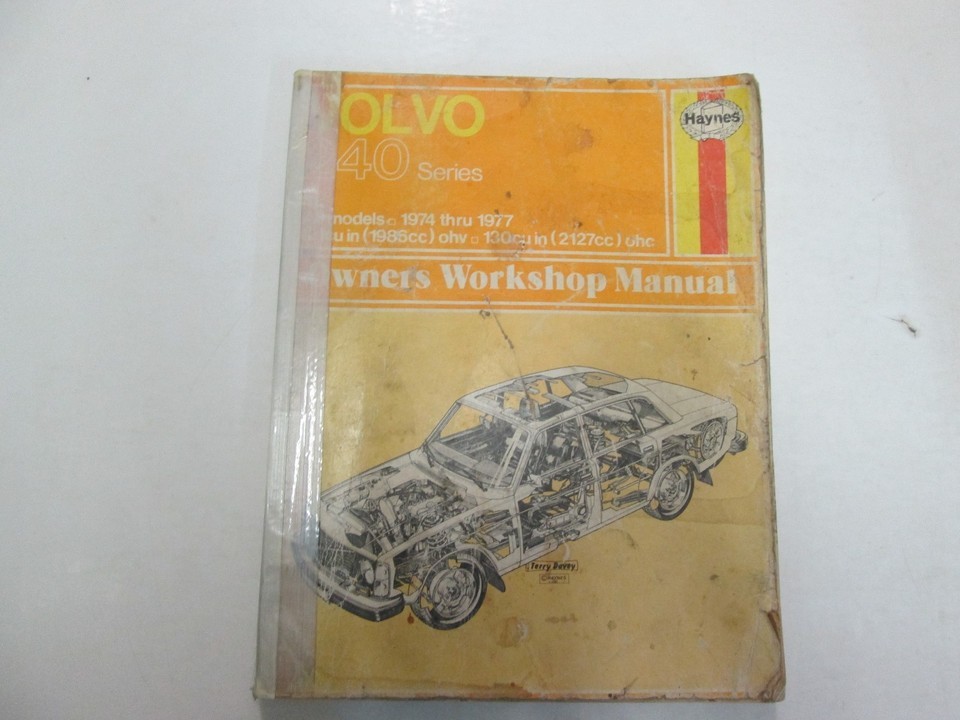 OLVO
40 Series
models 1974 thru 1977
u in (1986cc) ohv 130cu in (2127cc) ohc
wners Workshop Manual
Haynes
Terry Davey